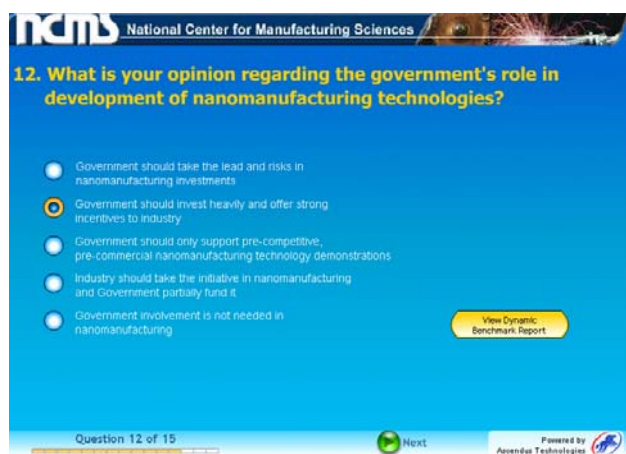 ncms National Center for Manufacturing Sciences
12. What is your opinion regarding the government's role in
development of nanomanufacturing technologies?
Government should take the lead and risks in
nanomanufacturing investments
Government should invest heavily and offer strong
incentives to industry
Government should only support pre-competitive,
pre-commercial nanomanufacturing technology demonstrations
Industry should take the initiative in nanomanufacturing
and Government partially fund it
Government involvement is not needed in
nanomanufacturing
View Dynamic
Benchmark Report
Question 12 of 15
Next
Powered by
Ascendus Technologies